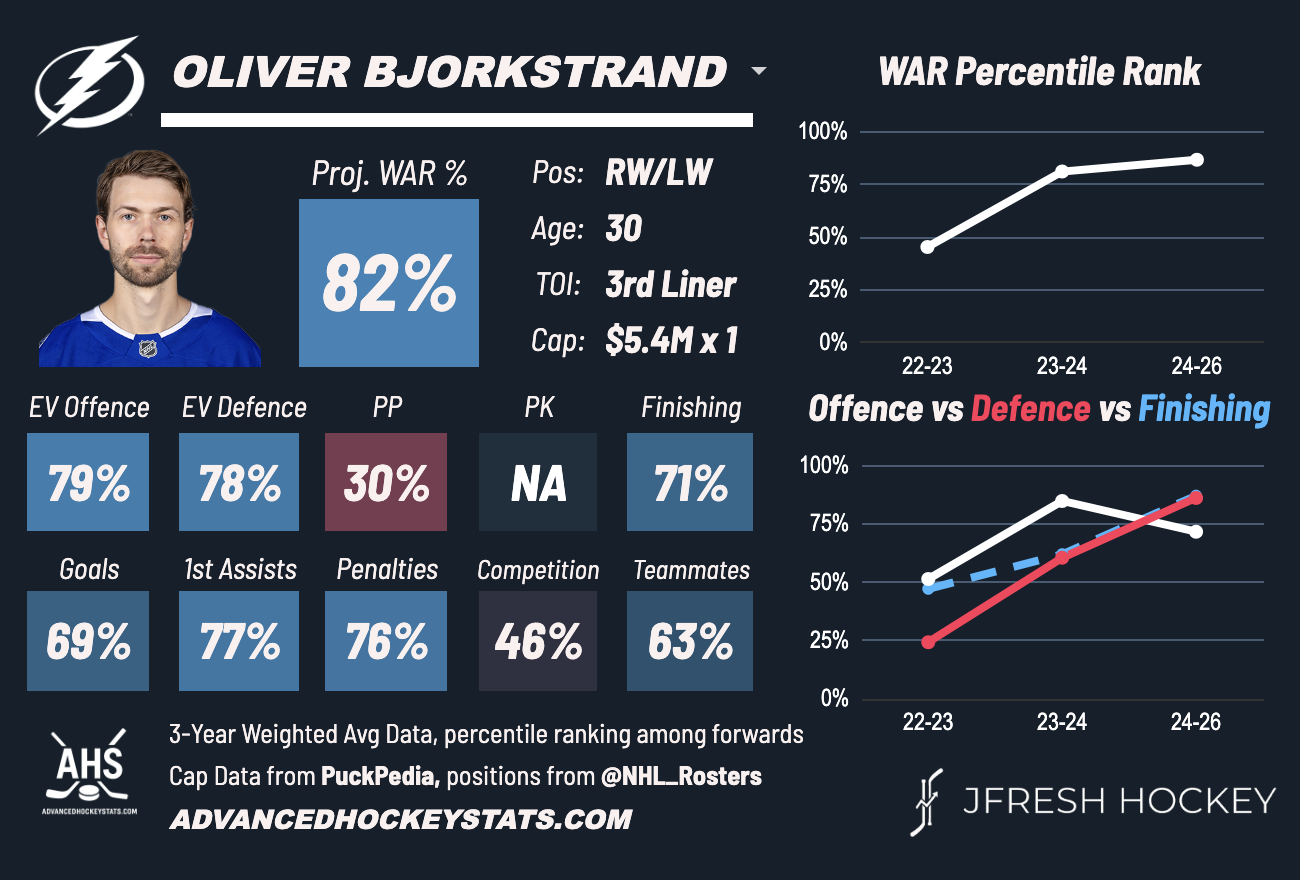 OLIVER BJORKSTRAND
Proj. WAR %
82%
Pos: RW/LW
Age: 30
TOI: 3rd Liner
Cap: $5.4M x 1
EV Offence EV Defence PP PK Finishing
79% 78% 30% NA 71%
Goals 1st Assists Penalties Competition Teammates
69% 77% 76% 46% 63%
WAR Percentile Rank
100%
75%
50%
25%
0%
22-23 23-24 24-26
Offence vs Defence vs Finishing
100%
75%
50%
25%
0%
22-23 23-24 24-26
AHS
ADVANCEDHOCKEYSTATS.COM
3-Year Weighted Avg Data, percentile ranking among forwards
Cap Data from PuckPedia, positions from @NHL_Rosters
ADVANCEDHOCKEYSTATS.COM
JFRESH HOCKEY